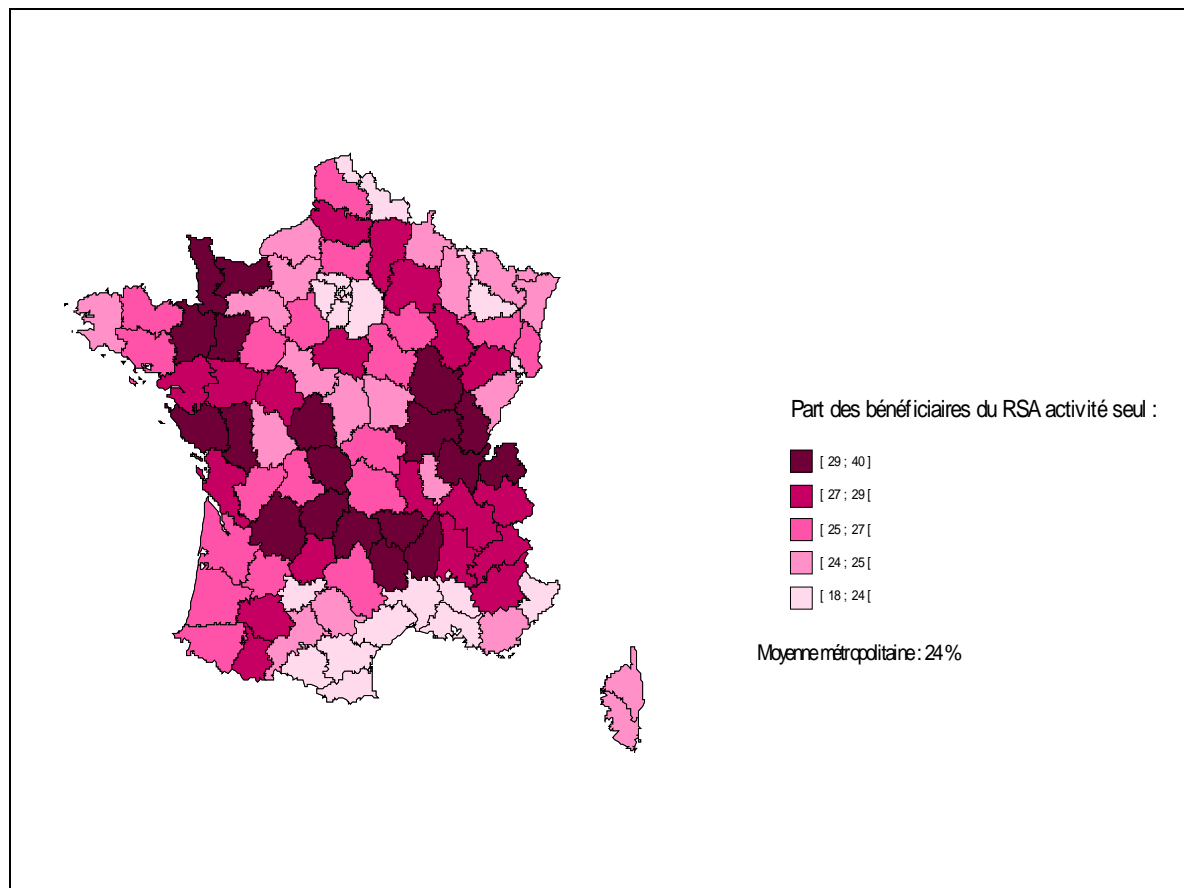 Part des bénéficiaires du RSA activité seul :
[ 29 ; 40 ]
[ 27 ; 29 [
[ 25 ; 27 [
[ 24 ; 25 [
[ 18 ; 24 [
Moyenne métropolitaine : 24 %